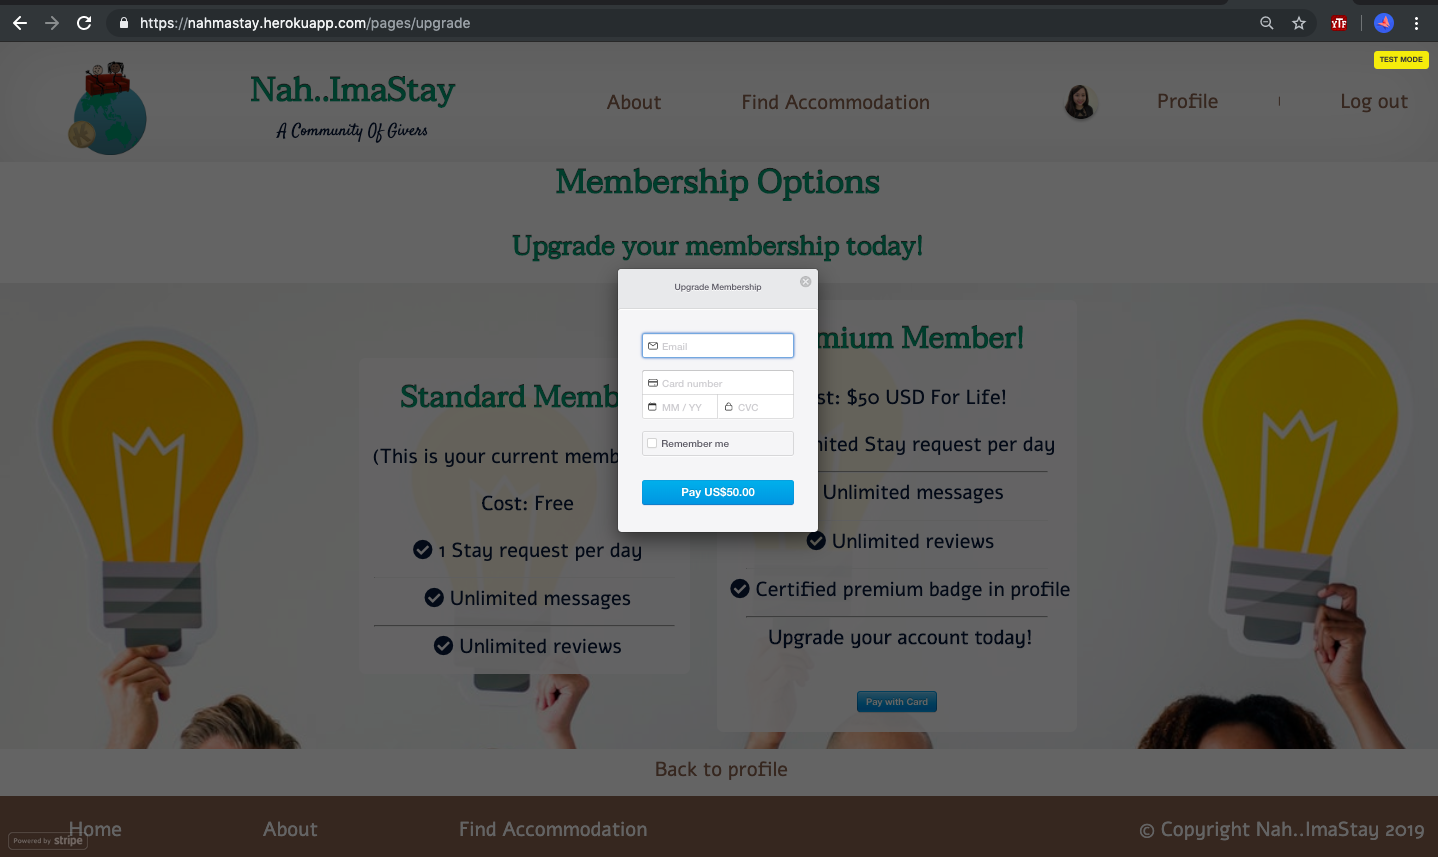 https://nahmastay.herokuapp.com/pages/upgrade
YTF
TEST MODE
Nah..ImaStay
A Community Of Givers
About
Find Accommodation
Profile
Log out
Membership Options
Upgrade your membership today!
Upgrade Membership
Email
Card number
MM / YY
CVC
Remember me
Pay US$50.00
Standard Memb
(This is your current memb
Cost: Free
1 Stay request per day
Unlimited messages
Unlimited reviews
mium Member!
st: $50 USD For Life!
ited Stay request per day
Unlimited messages
Unlimited reviews
Certified premium badge in profile
Upgrade your account today!
Pay with Card
Back to profile
Home
About
Find Accommodation
© Copyright Nah..ImaStay 2019
Powered by stripe